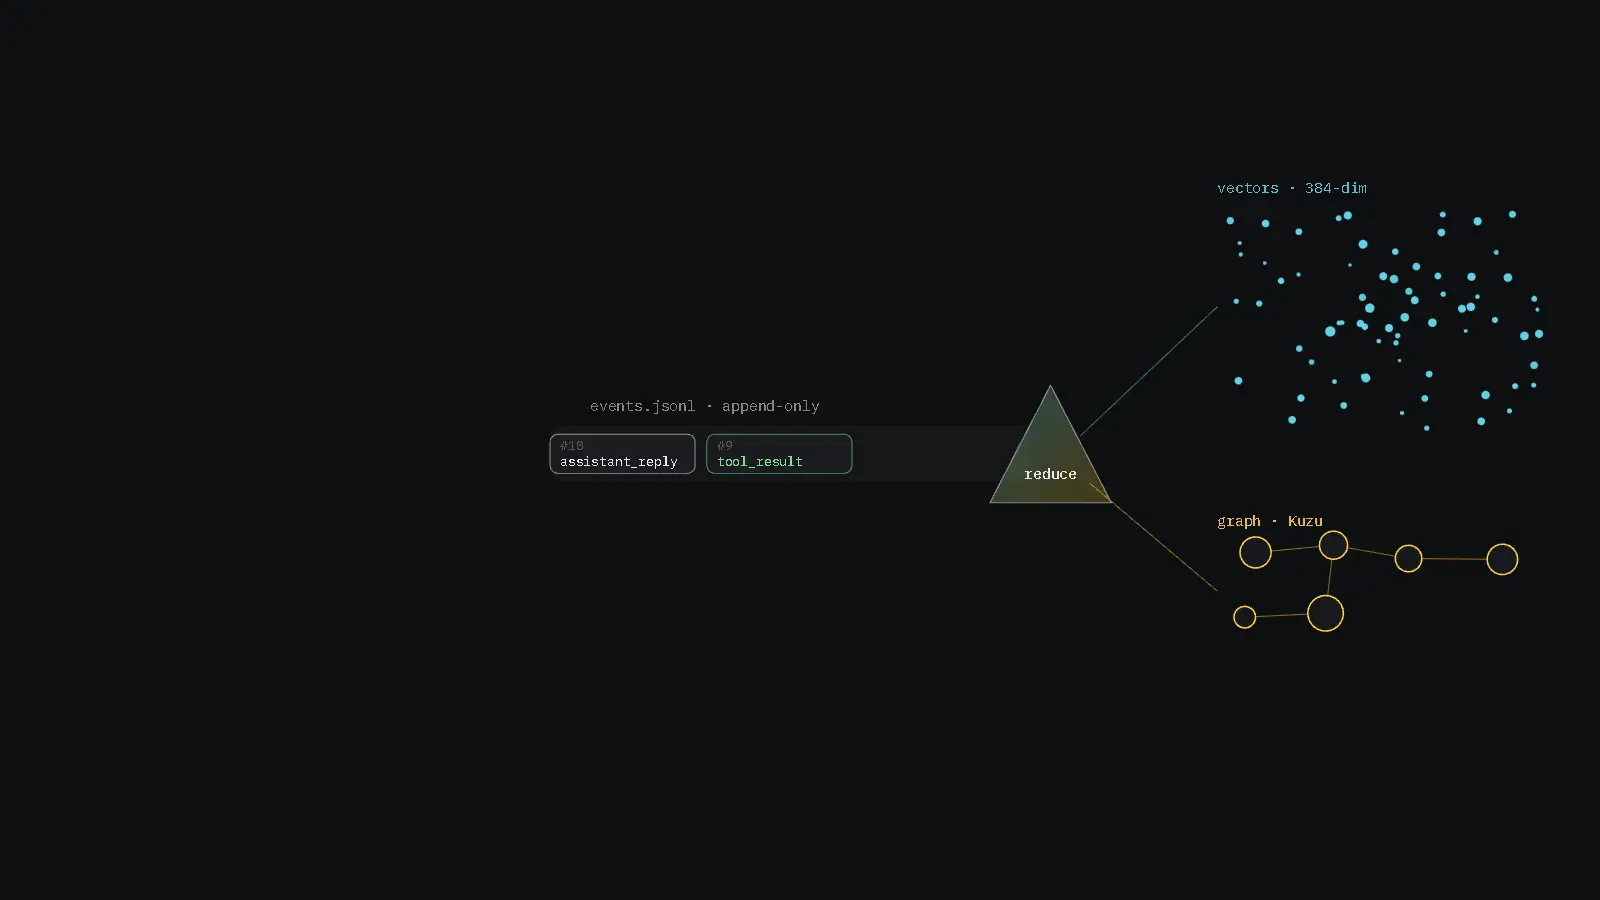 vectors · 384-dim
events.jsonl · append-only
#10
assistant_reply
#9
tool_result
reduce
graph · Kuzu